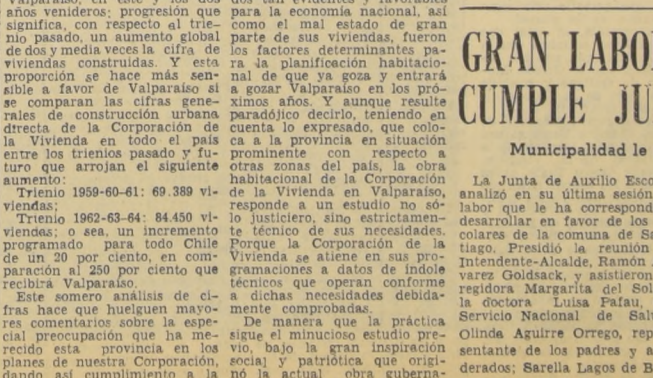 Valparaíso, en este y los dos
años venideros; progresión que
significa, con respecto al trie-
nio pasado, un aumento global
de dos y media veces la cifra de
viviendas construidas. Y esta
proporción se hace más sen-
sible a favor de Valparaíso si
se comparan las cifras gene-
rales de construcción urbana
directa de la Corporación de
la Vivienda en todo el país
entre los trienios pasado y fu-
turo que arrojan el siguiente
aumento:
Trienio 1959-60-61: 69.389 vi-
viendas;
Trienio 1962-63-64: 84.450 vi-
viendas; o sea, un incremento
programado para todo Chile
de un 20 por ciento, en com-
paración al 250 por ciento que
recibirá Valparaíso.
Este somero análisis de ci-
fras hace que huelguen mayo-
res comentarios sobre la espe-
cial preocupación que ha me-
recido esta provincia en los
planes de nuestra Corporación,
dando así cumplimiento a la
dos tan evidentes y favorables
para la economía nacional, así
como el mal estado de gran
parte de sus viviendas, fueron
los factores determinantes pa-
ra la planificación habitacio-
nal de que ya goza y entrará
a gozar Valparaíso en los pró-
ximos años. Y aunque resulte
paradójico decirlo, teniendo en
cuenta lo expresado, que colo-
ca a la provincia en situación
prominente con respecto a
otras zonas del país, la obra
habitacional de la Corporación
de la Vivienda en Valparaíso,
responde a un estudio no só-
lo justiciero, sino estrictamen-
te técnico de sus necesidades.
Porque la Corporación de la
Vivienda se atiene en sus pro-
gramaciones a datos de índole
técnicos que operan conforme
a dichas necesidades debida-
mente comprobadas.
De manera que la práctica
sigue el minucioso estudio pre-
vio, bajo la gran inspiración
social y patriótica que origi-
nó la actual obra guberna-
GRAN LABO
CUMPLE JU
Municipalidad le
La Junta de Auxilio Esco
analizó en su última sesión
labor que le ha correspond
desarrollar en favor de los
colares de la comuna de Sa
tiago. Presidió la reunión
Intendente-Alcalde, Ramón
varez Goldsack, y asistieron
regidora Margarita del Sol
la doctora Luisa Pafau,
Servicio Nacional de Sal
Olinda Aguirre Orrego, rep
sentante de los padres y a
derados; Sarella Lagos de B